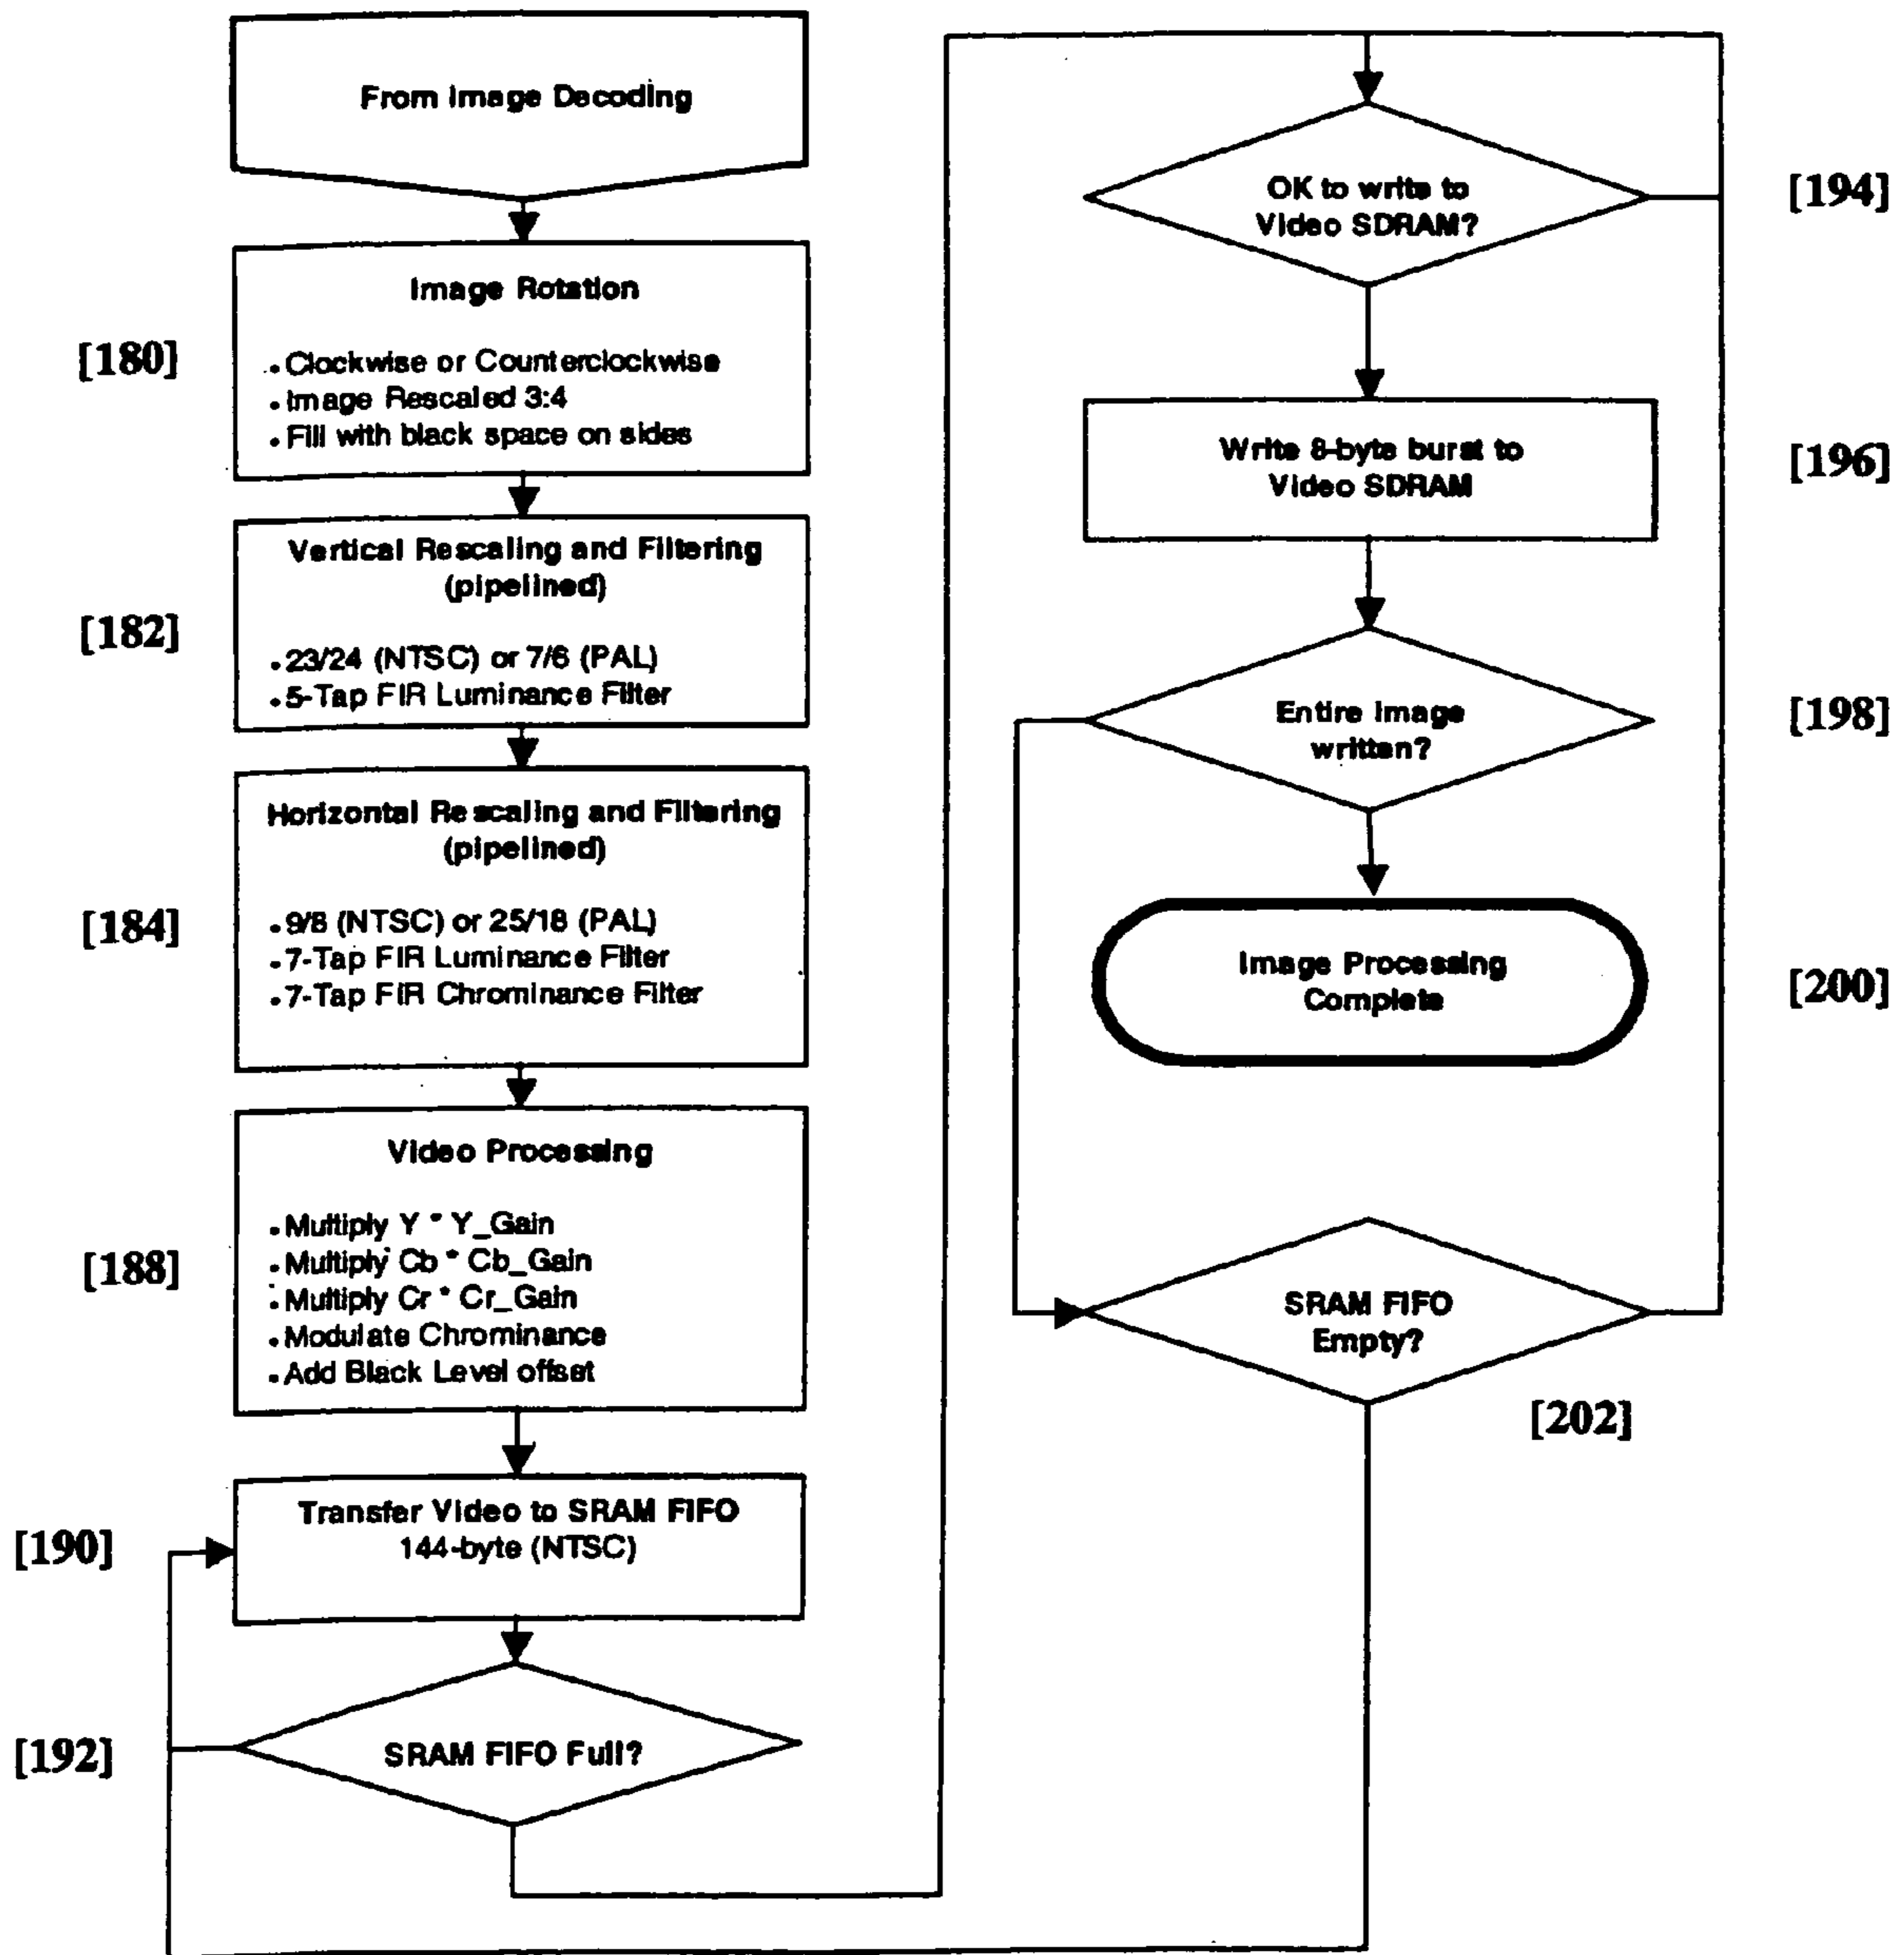 From Image Decoding
Image Rotation
[180]
• Clockwise or Counterclockwise
• Image Rescaled 3:4
• Fill with black space on sides
Vertical Rescaling and Filtering
(pipelined)
[182]
• 23/24 (NTSC) or 7/6 (PAL)
• 5-Tap FIR Luminance Filter
Horizontal Rescaling and Filtering
(pipelined)
[184]
• 9/8 (NTSC) or 25/18 (PAL)
• 7-Tap FIR Luminance Filter
• 7-Tap FIR Chrominance Filter
Video Processing
[188]
• Multiply Y * Y_Gain
• Multiply Cb * Cb_Gain
• Multiply Cr * Cr_Gain
• Modulate Chrominance
• Add Black Level offset
Transfer Video to SRAM FIFO
144-byte (NTSC)
[190]
SRAM FIFO Full?
[192]
OK to write to
Video SDRAM?
[194]
Write 8-byte burst to
Video SDRAM
[196]
Entire Image
written?
[198]
Image Processing
Complete
[200]
SRAM FIFO
Empty?
[202]